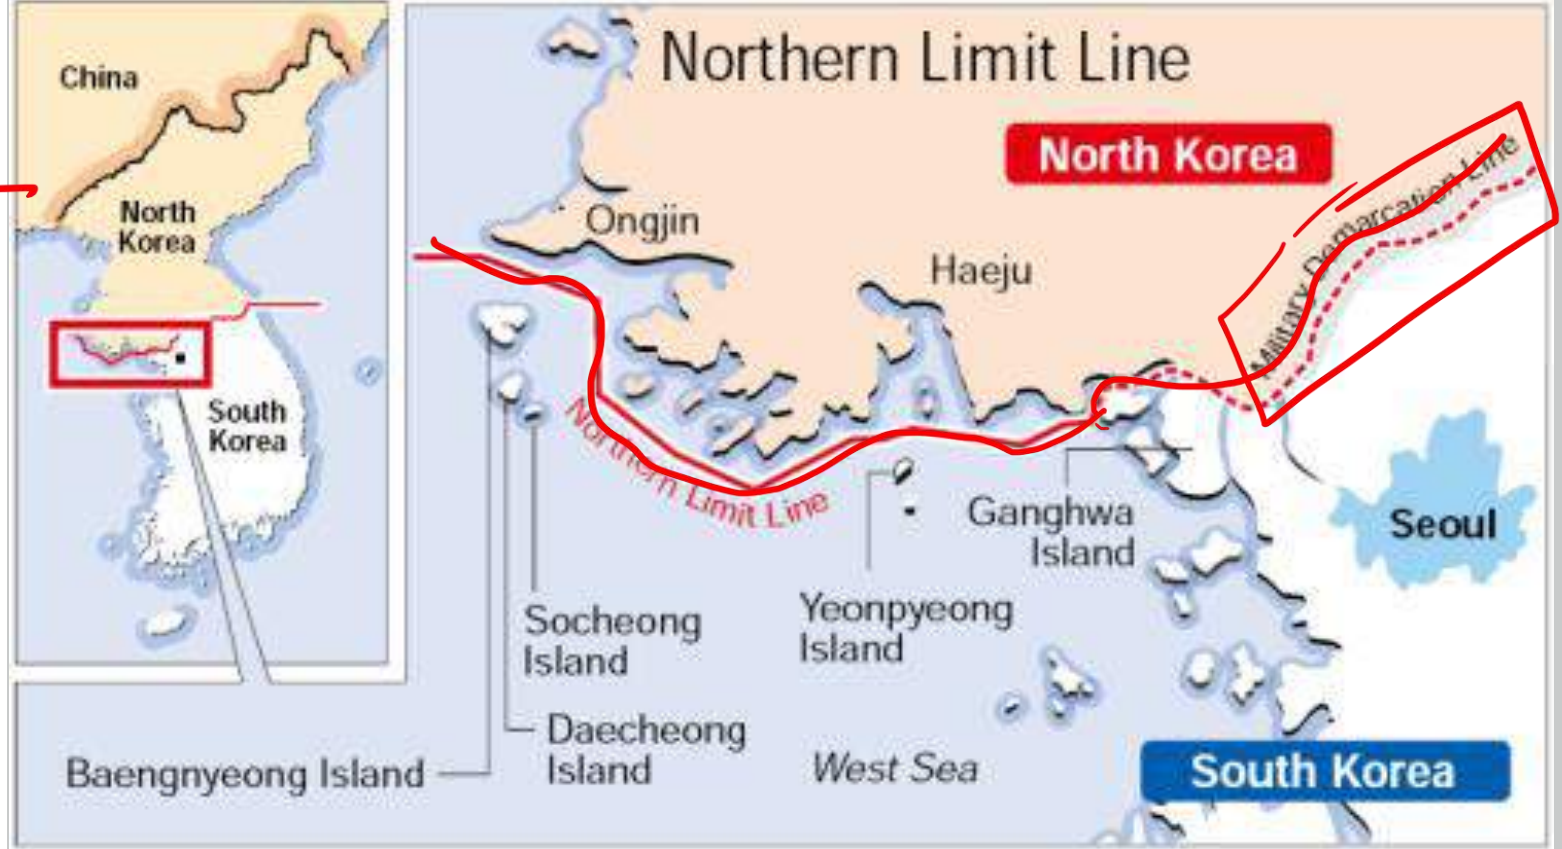 China
North
Korea
South
Korea
Northern Limit Line
North Korea
Ongjin
Haeju
Military Demarcation Line
Northern Limit Line
Ganghwa
Island
Seoul
Yeonpyeong
Island
Socheong
Island
Daecheong
Island
Baengnyeong Island
West Sea
South Korea